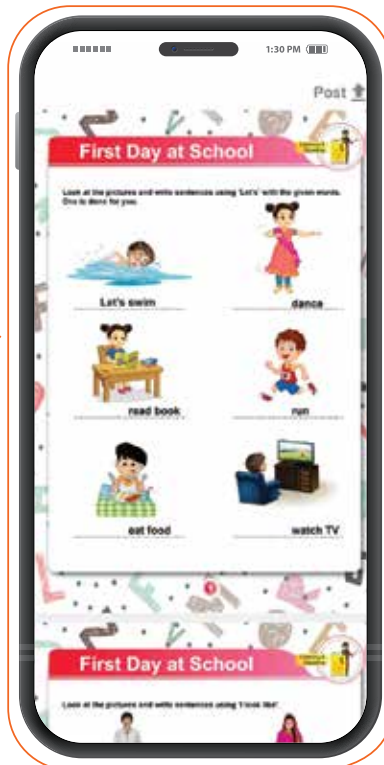 1:30 PM
Post
First Day at School
Look at the pictures and write sentences using 'Let's' with the given words.
One is done for you.
Let's swim
dance
read book
run
eat food
watch TV
First Day at School
Look at the pictures and write sentences using 'I look like'.